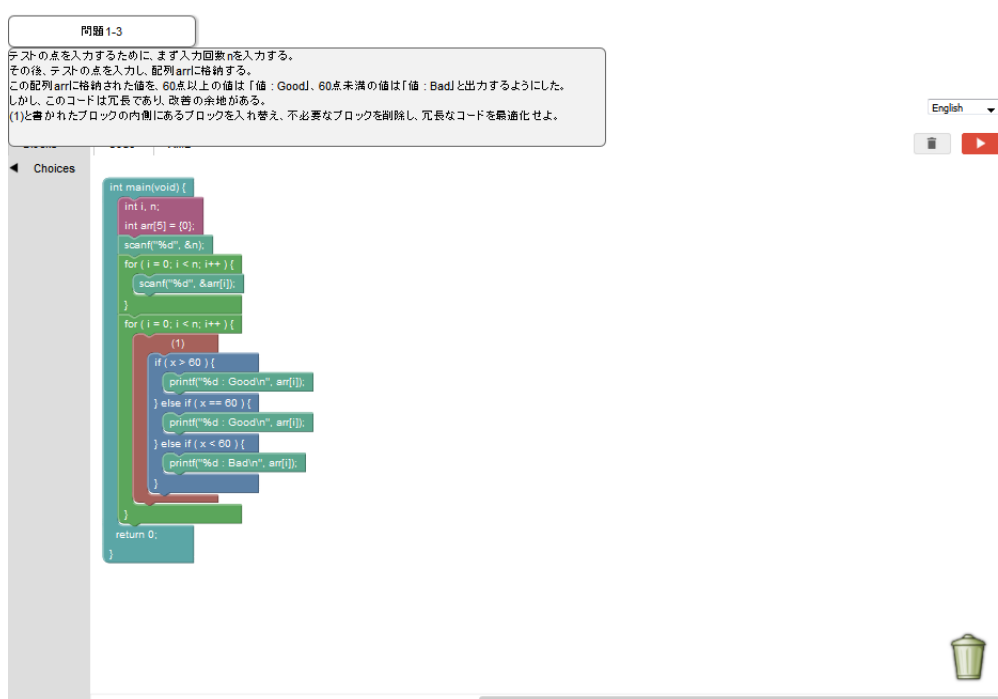 問題1-3
テストの点を入力するために、まず入力回数nを入力する。
その後、テストの点を入力し、配列arrに格納する。
この配列arrに格納された値を、60点以上の値は「値 : Good」、60点未満の値は「値 : Bad」と出力するようにした。
しかし、このコードは冗長であり、改善の余地がある。
(1)と書かれたブロックの内側にあるブロックを入れ替え、不必要なブロックを削除し、冗長なコードを最適化せよ。
English
Choices
int main(void) {
int i, n;
int arr[5] = {0};
scanf("%d", &n);
for ( i = 0; i < n; i++ ) {
scanf("%d", &arr[i]);
}
for ( i = 0; i < n; i++ ) {
(1)
if ( x > 60 ) {
printf("%d : Good\n", arr[i]);
} else if ( x == 60 ) {
printf("%d : Good\n", arr[i]);
} else if ( x < 60 ) {
printf("%d : Bad\n", arr[i]);
}
}
return 0;
}